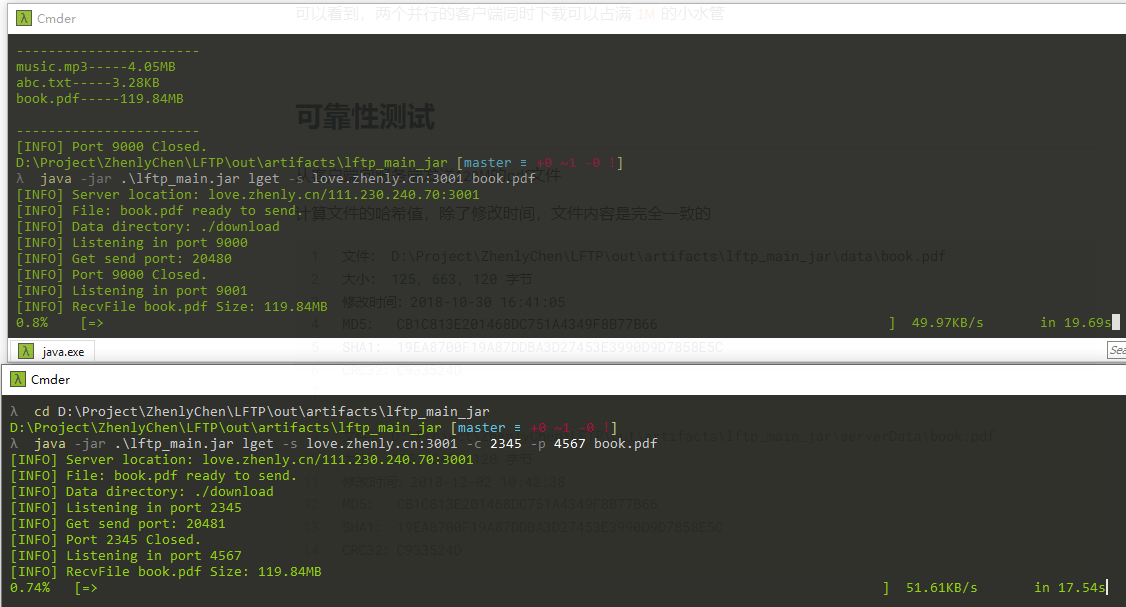 可以看到，两个并行的客户端同时下载可以占满 1M 的小水管
Cmder
-----------------------
music.mp3-----4.05MB
abc.txt-----3.28KB
book.pdf-----119.84MB
可靠性测试
-----------------------
[INFO] Port 9000 Closed.
D:\Project\ZhenlyChen\LFTP\out\artifacts\lftp_main_jar [master ≡ +0 ~1 -0 !]
λ java -jar .\lftp_main.jar lget -s love.zhenly.cn:3001 book.pdf
[INFO] Server location: love.zhenly.cn/111.230.240.70:3001
[INFO] File: book.pdf ready to send.
计算文件的哈希值，除了修改时间，文件内容是完全一致的
[INFO] Data directory: ./download
[INFO] Listening in port 9000
[INFO] Get send port: 20480
1 文件: D:\Project\ZhenlyChen\LFTP\out\artifacts\lftp_main_jar\data\book.pdf
[INFO] Port 9000 Closed.
2 大小: 125, 663, 120 字节
[INFO] Listening in port 9001
修改时间: 2018-10-30 16:41:05
[INFO] RecvFile book.pdf Size: 119.84MB
0.8% [=> ] 49.97KB/s in 19.69s
4 MD5: CB1C813E201468DC751A4349F8B77B66
5 SHA1: 19EA8700F19A87DDBA3D27453E3990D9D7858E5C
6 CRC32: C933524D
λ java.exe
Sea
Cmder
λ cd D:\Project\ZhenlyChen\LFTP\out\artifacts\lftp_main_jar
D:\Project\ZhenlyChen\LFTP\out\artifacts\lftp_main_jar [master ≡ +0 ~1 -0 !]
λ java -jar .\lftp_main.jar lget -s love.zhenly.cn:3001 -c 2345 -p 4567 book.pdf
[INFO] Server location: love.zhenly.cn/111.230.240.70:3001
[INFO] File: book.pdf ready to send.
[INFO] Data directory: ./download
[INFO] Listening in port 2345
[INFO] Get send port: 20481
[INFO] Port 2345 Closed.
[INFO] Listening in port 4567
[INFO] RecvFile book.pdf Size: 119.84MB
0.74% [=> ] 51.61KB/s in 17.54s